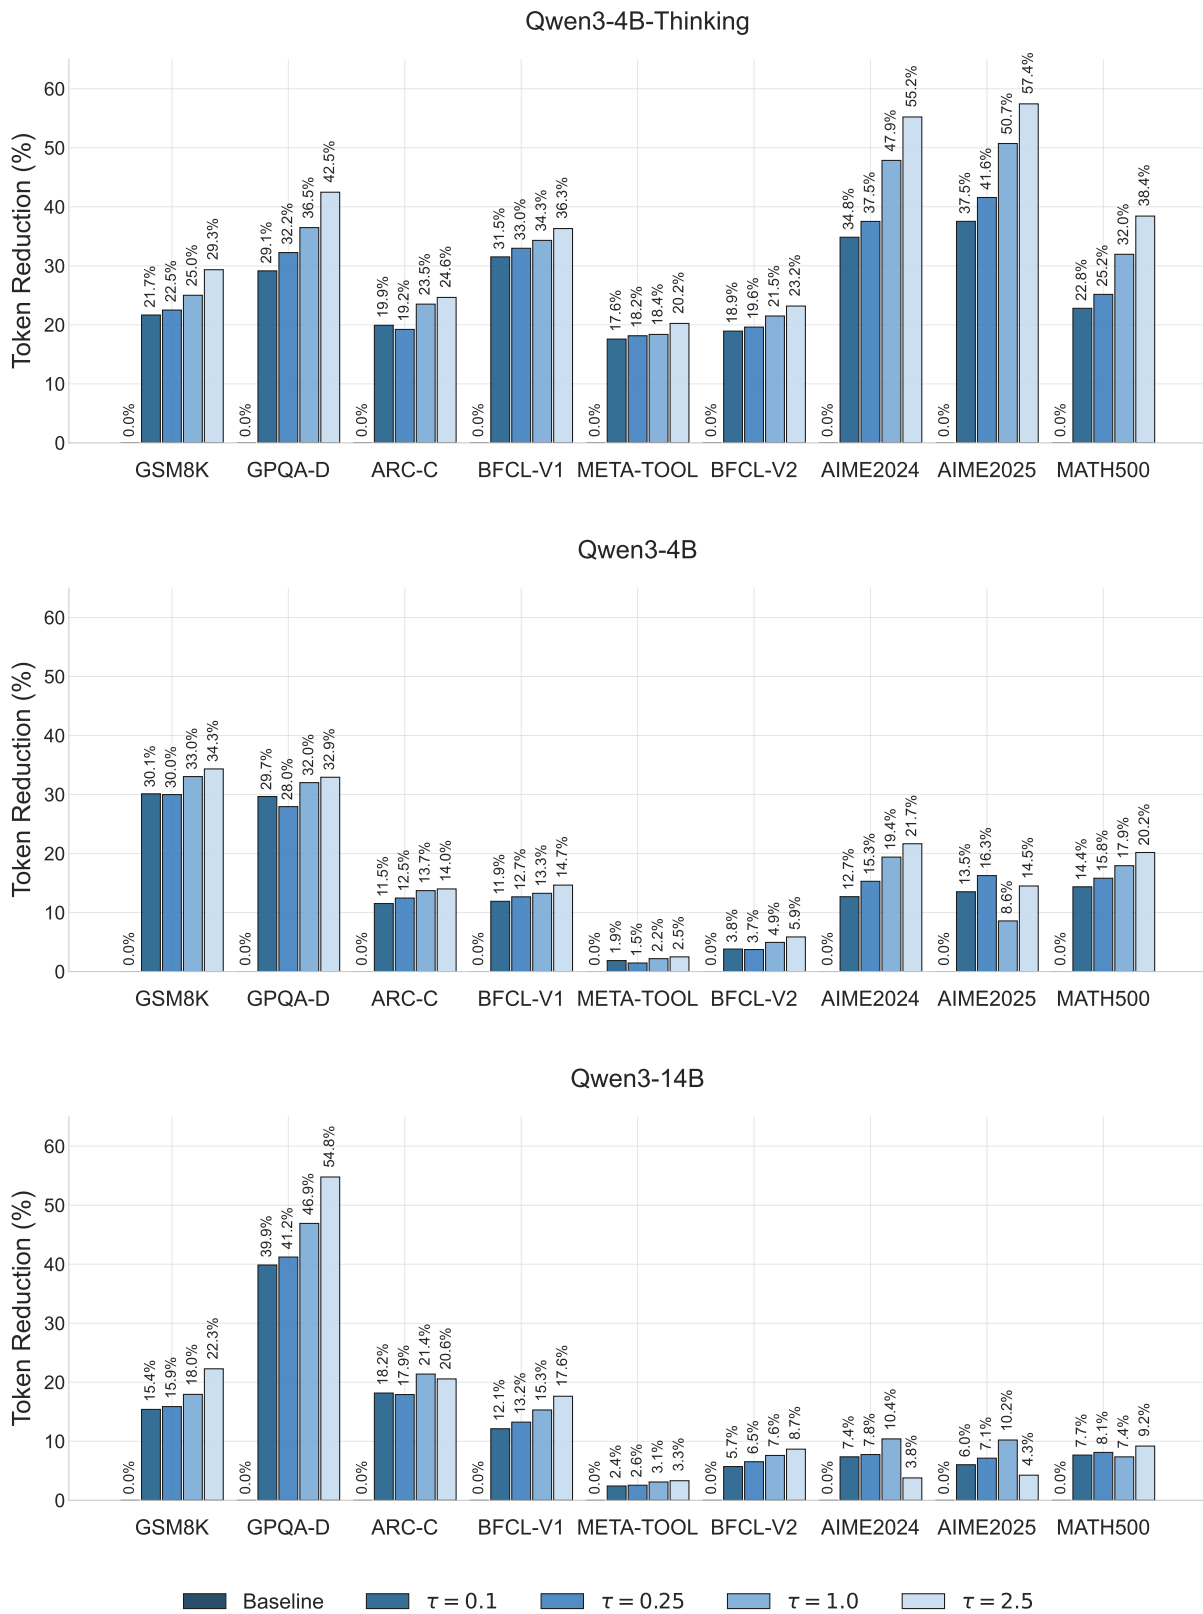 Qwen3-4B-Thinking
Token Reduction (%)
60
50
40
30
20
10
0
0.0% 21.7% 22.5% 25.0% 29.3%
0.0% 29.1% 32.2% 36.5% 42.5%
0.0% 19.9% 19.2% 23.5% 24.6%
0.0% 31.5% 33.0% 34.3% 36.3%
0.0% 17.6% 18.2% 18.4% 20.2%
0.0% 18.9% 19.6% 21.5% 23.2%
0.0% 34.8% 37.5% 47.9% 55.2%
0.0% 37.5% 41.6% 50.7% 57.4%
0.0% 22.8% 25.2% 32.0% 38.4%
GSM8K GPQA-D ARC-C BFCL-V1 META-TOOL BFCL-V2 AIME2024 AIME2025 MATH500
Qwen3-4B
Token Reduction (%)
60
50
40
30
20
10
0
0.0% 30.1% 30.0% 33.0% 34.3%
0.0% 29.7% 28.0% 32.0% 32.9%
0.0% 11.5% 12.5% 13.7% 14.0%
0.0% 11.9% 12.7% 13.3% 14.7%
0.0% 1.9% 1.5% 2.2% 2.5%
0.0% 3.8% 3.7% 4.9% 5.9%
0.0% 12.7% 15.3% 19.4% 21.7%
0.0% 13.5% 16.3% 8.6% 14.5%
0.0% 14.4% 15.8% 17.9% 20.2%
GSM8K GPQA-D ARC-C BFCL-V1 META-TOOL BFCL-V2 AIME2024 AIME2025 MATH500
Qwen3-14B
Token Reduction (%)
60
50
40
30
20
10
0
0.0% 15.4% 15.9% 18.0% 22.3%
0.0% 39.9% 41.2% 46.9% 54.8%
0.0% 18.2% 17.9% 21.4% 20.6%
0.0% 12.1% 13.2% 15.3% 17.6%
0.0% 2.4% 2.6% 3.1% 3.3%
0.0% 5.7% 6.5% 7.6% 8.7%
0.0% 7.4% 7.8% 10.4% 3.8%
0.0% 6.0% 7.1% 10.2% 4.3%
0.0% 7.7% 8.1% 7.4% 9.2%
GSM8K GPQA-D ARC-C BFCL-V1 META-TOOL BFCL-V2 AIME2024 AIME2025 MATH500
Baseline τ = 0.1 τ = 0.25 τ = 1.0 τ = 2.5